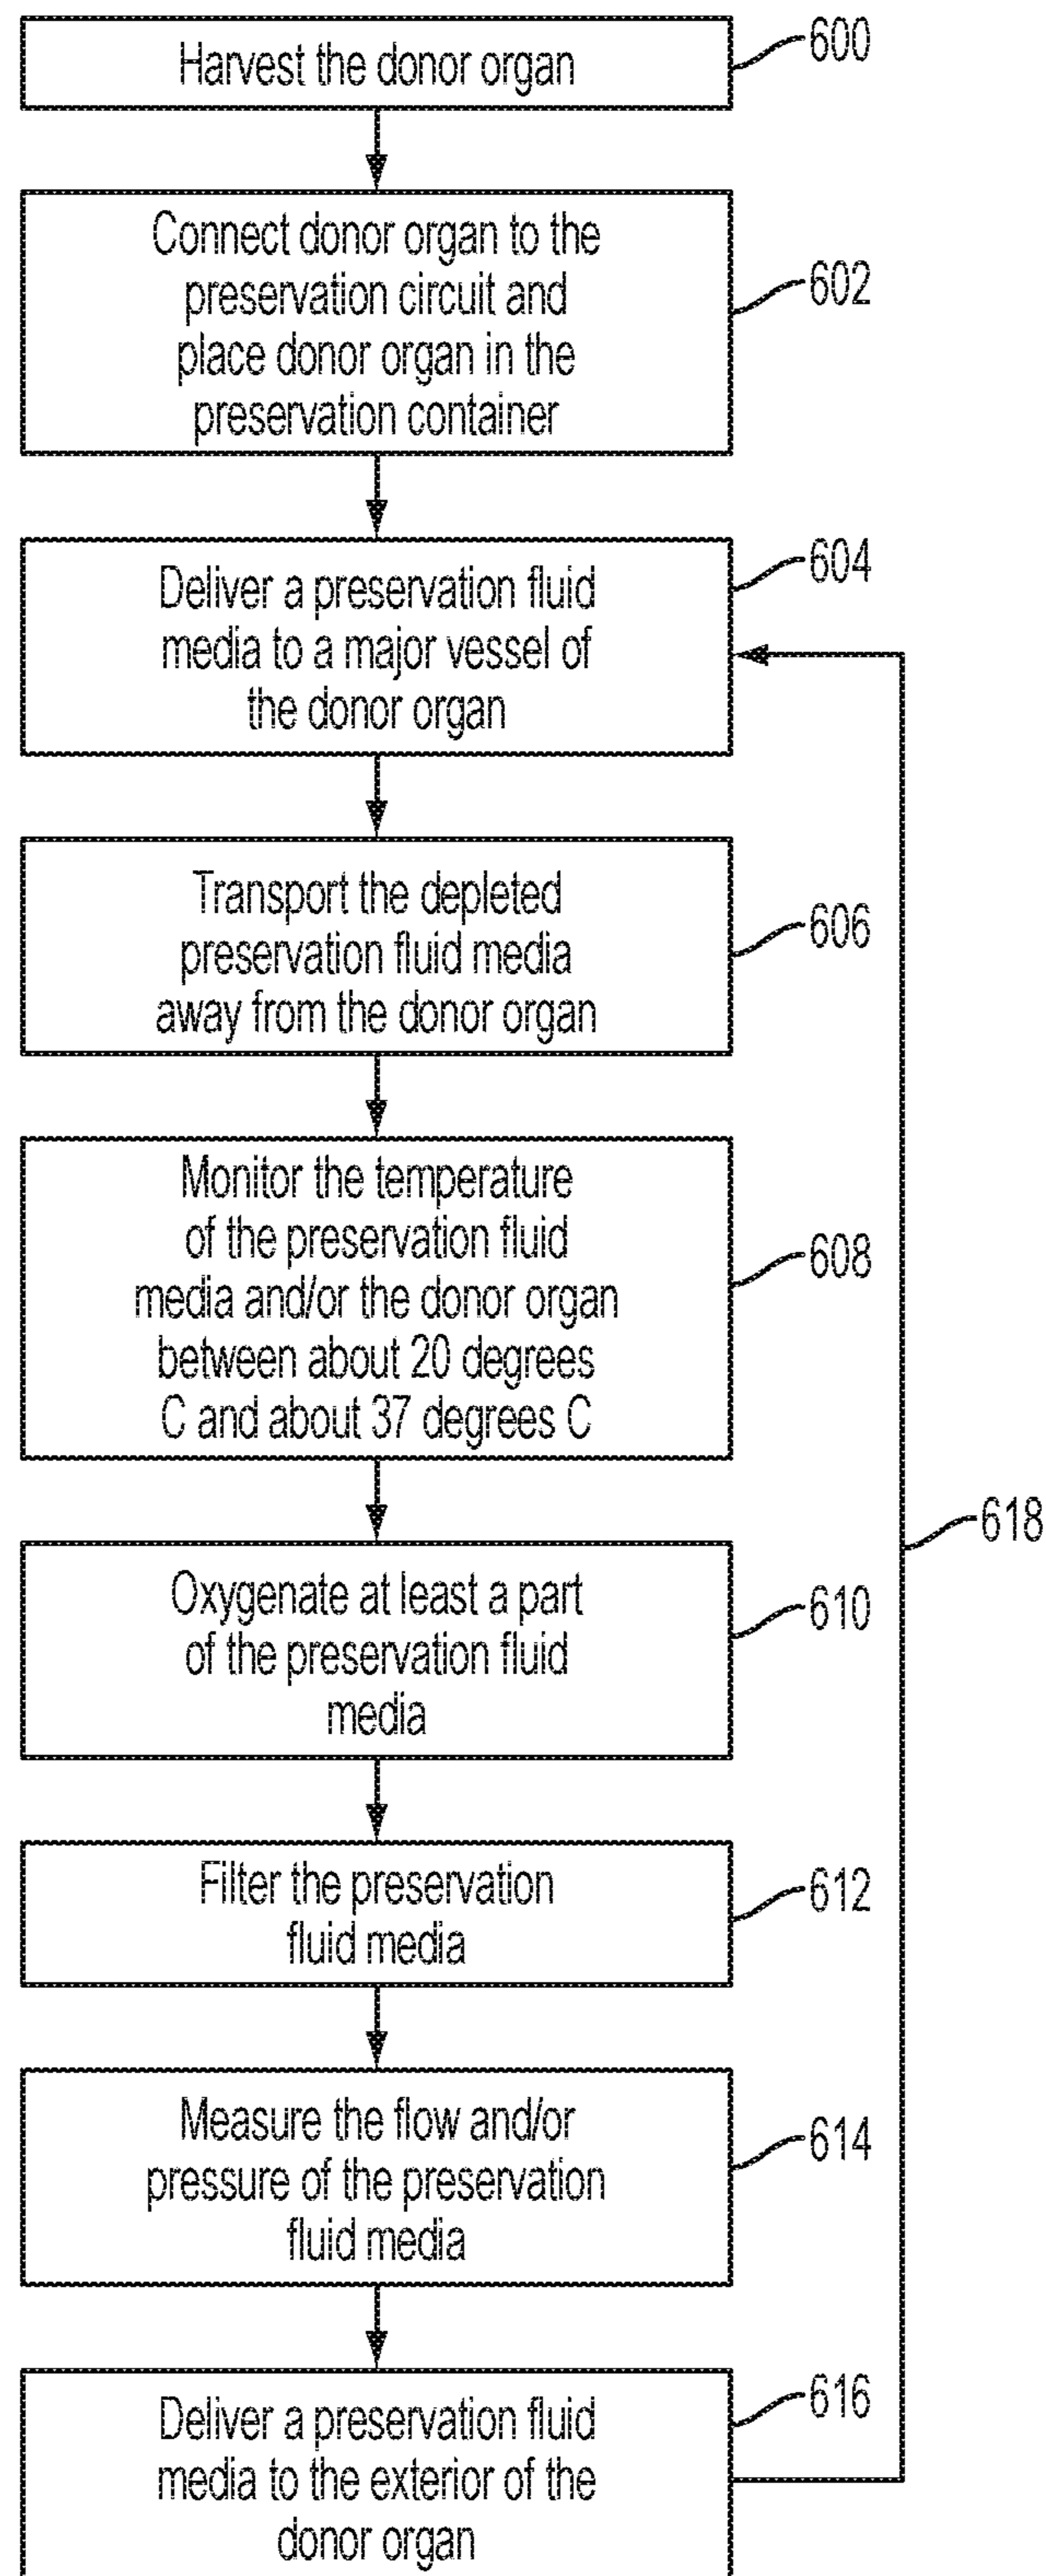 Harvest the donor organ
600
Connect donor organ to the
preservation circuit and
place donor organ in the
preservation container
602
Deliver a preservation fluid
media to a major vessel of
the donor organ
604
Transport the depleted
preservation fluid media
away from the donor organ
606
Monitor the temperature
of the preservation fluid
media and/or the donor organ
between about 20 degrees
C and about 37 degrees C
608
618
Oxygenate at least a part
of the preservation fluid
media
610
Filter the preservation
fluid media
612
Measure the flow and/or
pressure of the preservation
fluid media
614
Deliver a preservation fluid
media to the exterior of the
donor organ
616